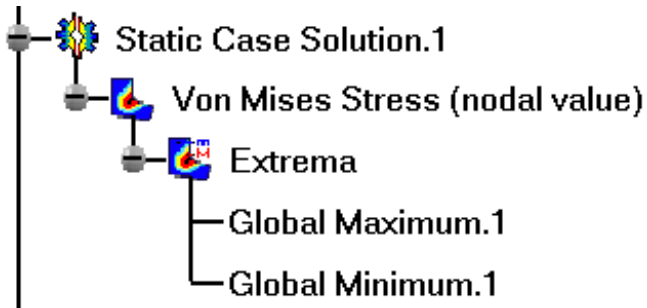 Static Case Solution.1
Von Mises Stress (nodal value)
Extrema
Global Maximum.1
Global Minimum.1